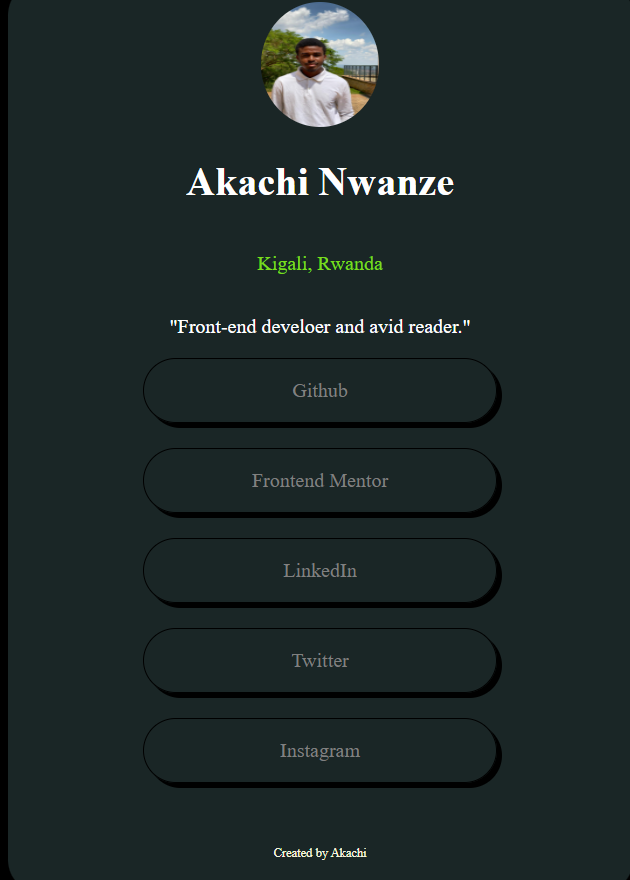 Akachi Nwanze
Kigali, Rwanda
"Front-end develoer and avid reader."
Github
Frontend Mentor
LinkedIn
Twitter
Instagram
Created by Akachi